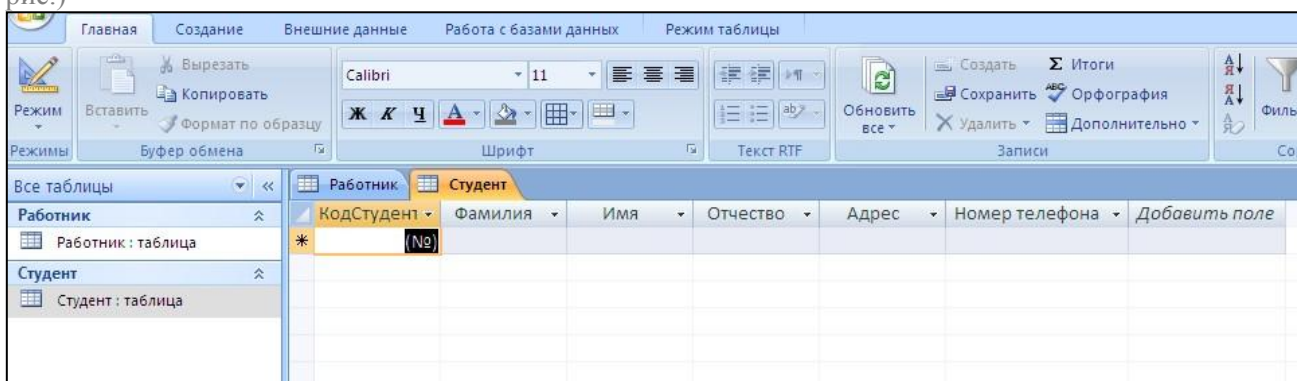 рис.)
Главная Создание Внешние данные Работа с базами данных Режим таблицы
Режим
Вставить
Вырезать
Копировать
Формат по образцу
Calibri 11
Ж К Ч
Обновить все
Создать Σ Итоги
Сохранить Орфография
Удалить Дополнительно
Режимы Буфер обмена Шрифт Текст RTF Записи
Все таблицы
Работник
Работник : таблица
Студент
Студент : таблица
Работник Студент
КодСтудент Фамилия Имя Отчество Адрес Номер телефона Добавить поле
(№)